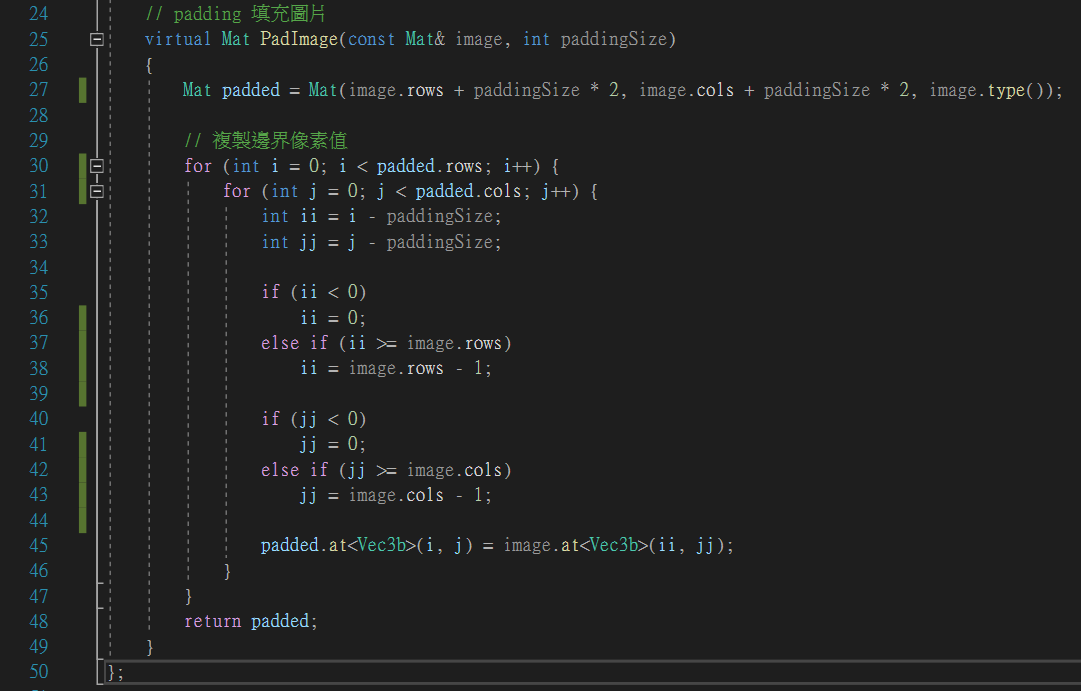 24 // padding 填充圖片
25 virtual Mat PadImage(const Mat& image, int paddingSize)
26 {
27 Mat padded = Mat(image.rows + paddingSize * 2, image.cols + paddingSize * 2, image.type());
28
29 // 複製邊界像素值
30 for (int i = 0; i < padded.rows; i++) {
31 for (int j = 0; j < padded.cols; j++) {
32 int ii = i - paddingSize;
33 int jj = j - paddingSize;
34
35 if (ii < 0)
36 ii = 0;
37 else if (ii >= image.rows)
38 ii = image.rows - 1;
39
40 if (jj < 0)
41 jj = 0;
42 else if (jj >= image.cols)
43 jj = image.cols - 1;
44
45 padded.at<Vec3b>(i, j) = image.at<Vec3b>(ii, jj);
46 }
47 }
48 return padded;
49 }
50 };